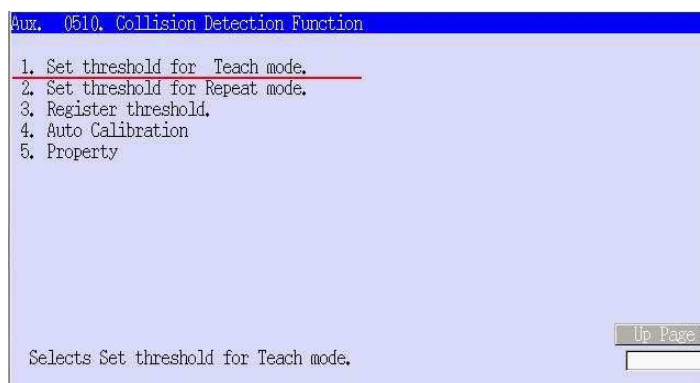 Aux. 0510. Collision Detection Function
1. Set threshold for Teach mode.
2. Set threshold for Repeat mode.
3. Register threshold.
4. Auto Calibration
5. Property
Up Page
Selects Set threshold for Teach mode.